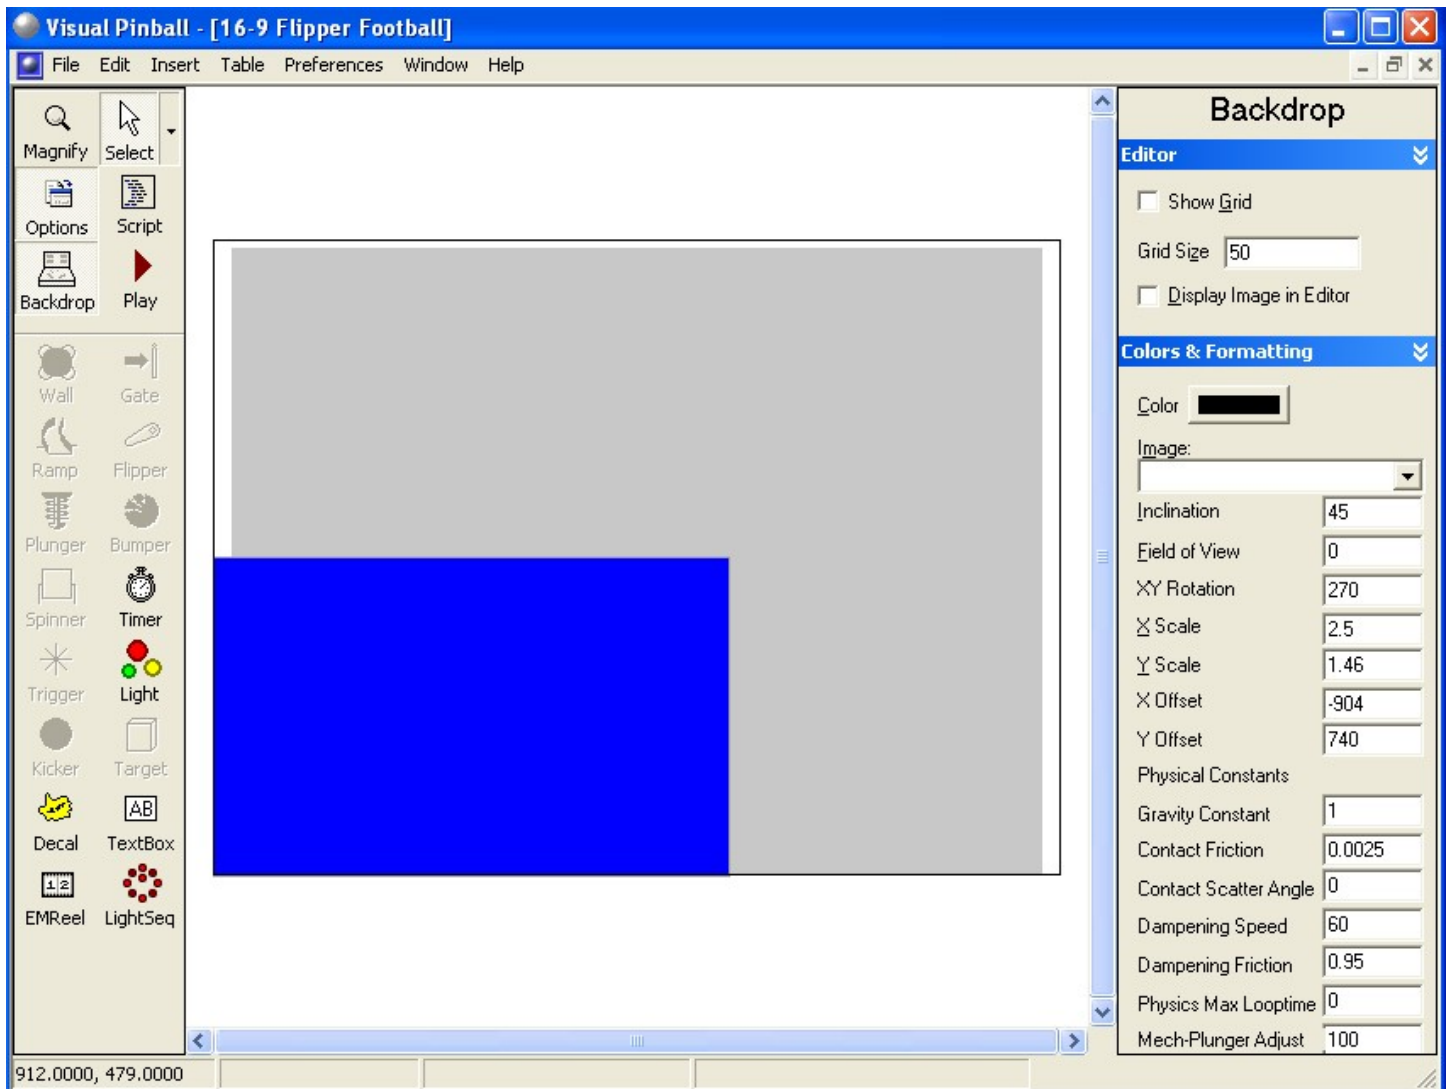 Visual Pinball - [16-9 Flipper Football]
File Edit Insert Table Preferences Window Help
Magnify Select
Options Script
Backdrop Play
Wall Gate
Ramp Flipper
Plunger Bumper
Spinner Timer
Trigger Light
Kicker Target
AB
Decal TextBox
12
EMReel LightSeq
912.0000, 479.0000
Backdrop
Editor
Show Grid
Grid Size 50
Display Image in Editor
Colors & Formatting
Color
Image:
Inclination 45
Field of View 0
XY Rotation 270
X Scale 2.5
Y Scale 1.46
X Offset -904
Y Offset 740
Physical Constants
Gravity Constant 1
Contact Friction 0.0025
Contact Scatter Angle 0
Dampening Speed 60
Dampening Friction 0.95
Physics Max Looptime 0
Mech-Plunger Adjust 100